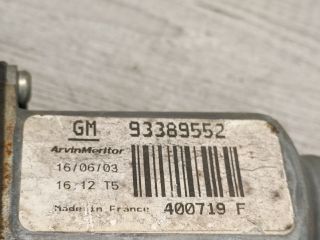 GM 93389552
ArvinMeritor
16/06/03
16:12 T5
Made in France 400719 F